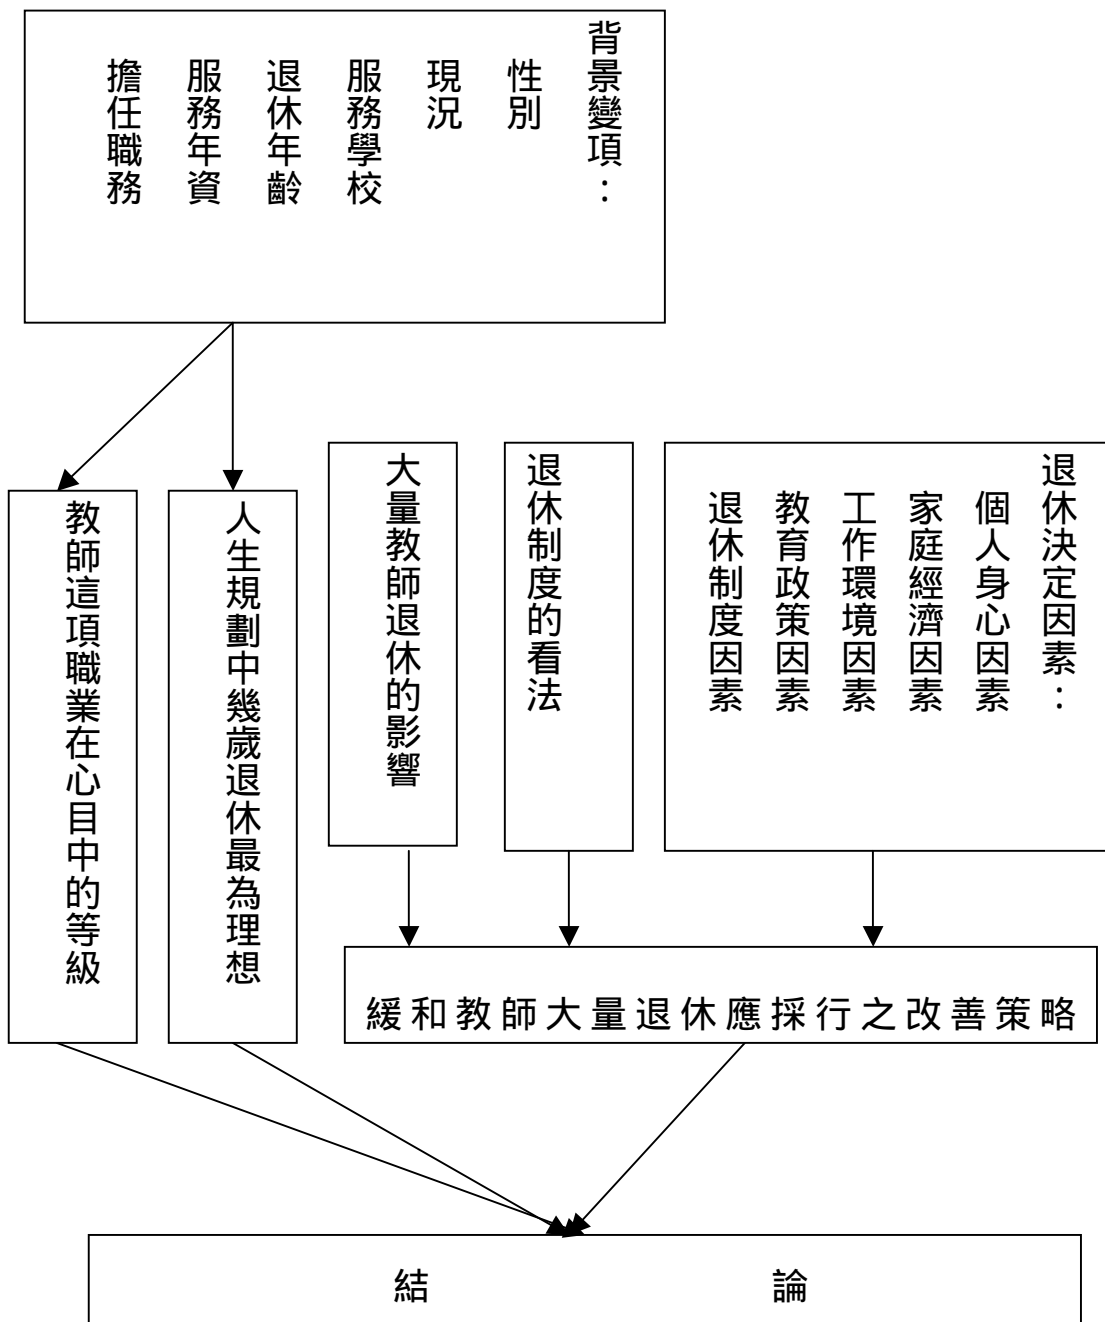 背景變項：
性別
現況
服務學校
退休年齡
服務年資
擔任職務
退休決定因素：
個人身心因素
家庭經濟因素
工作環境因素
教育政策因素
退休制度因素
退休制度的看法
大量教師退休的影響
人生規劃中幾歲退休最為理想
教師這項職業在心目中的等級
緩和教師大量退休應採行之改善策略
結 論